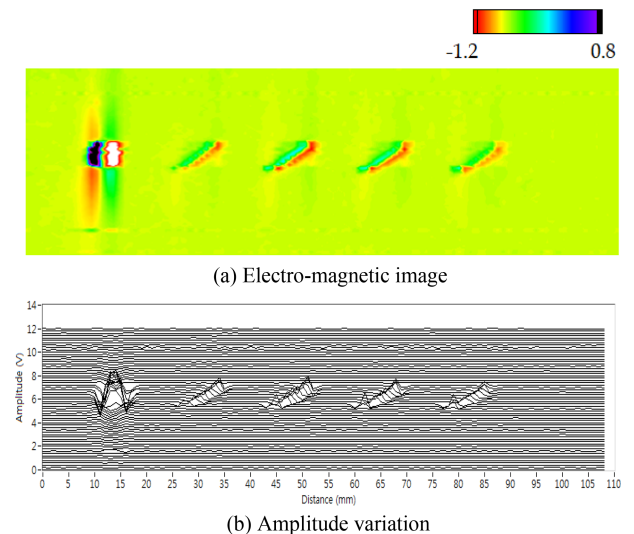 -1.2 0.8
(a) Electro-magnetic image
14
12
10
8
6
4
2
0
Amplitude (V)
0 5 10 15 20 25 30 35 40 45 50 55 60 65 70 75 80 85 90 95 100 105 110
Distance (mm)
(b) Amplitude variation